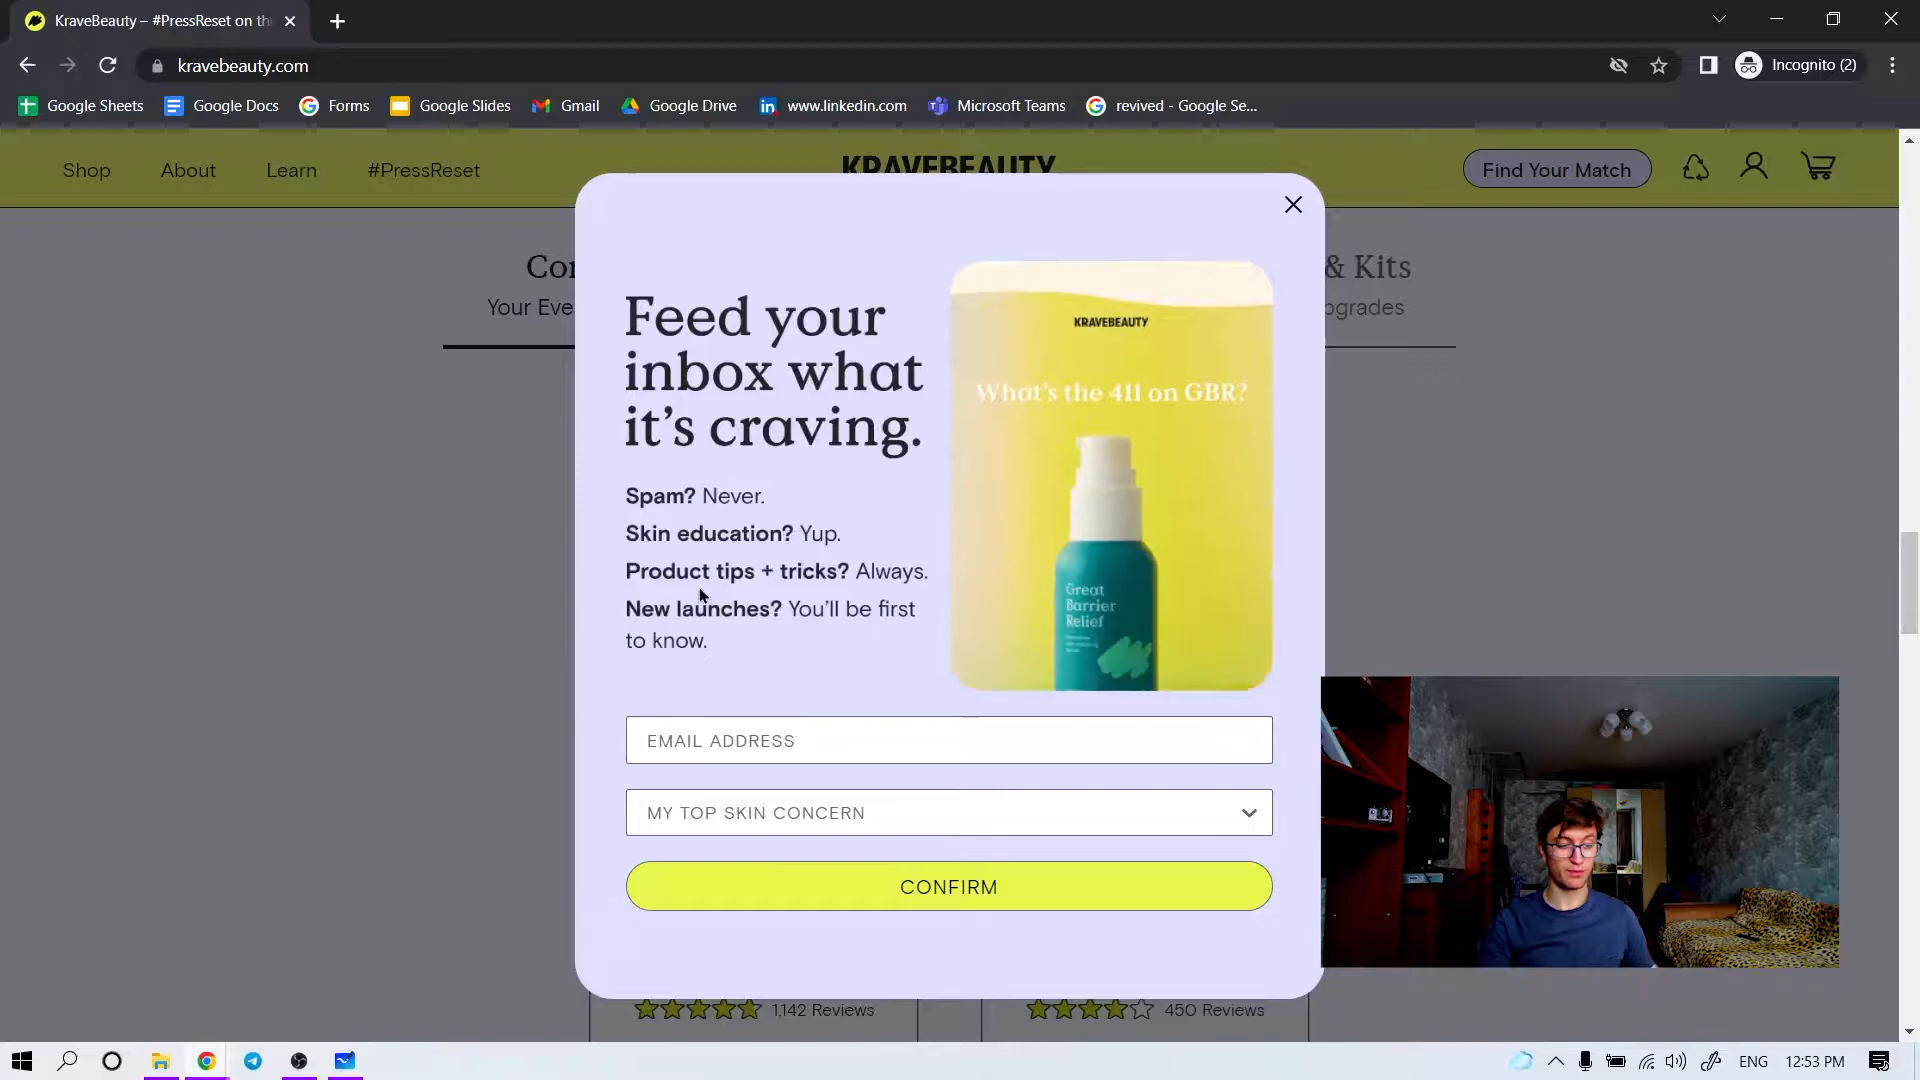 KraveBeauty – #PressReset on th
kravebeauty.com
Incognito (2)
Google Sheets
Google Docs
Forms
Google Slides
Gmail
Google Drive
www.linkedin.com
Microsoft Teams
revived - Google Se...
Shop
About
Learn
#PressReset
KRAVEBEAUTY
Find Your Match
Cor
& Kits
Your Eve
pgrades
Feed your
inbox what
it's craving.
Spam? Never.
Skin education? Yup.
Product tips + tricks? Always.
New launches? You'll be first
to know.
KRAVEBEAUTY
What's the 411 on GBR?
Great
Barrier
Relief
EMAIL ADDRESS
MY TOP SKIN CONCERN
CONFIRM
1,142 Reviews
450 Reviews
ENG
12:53 PM